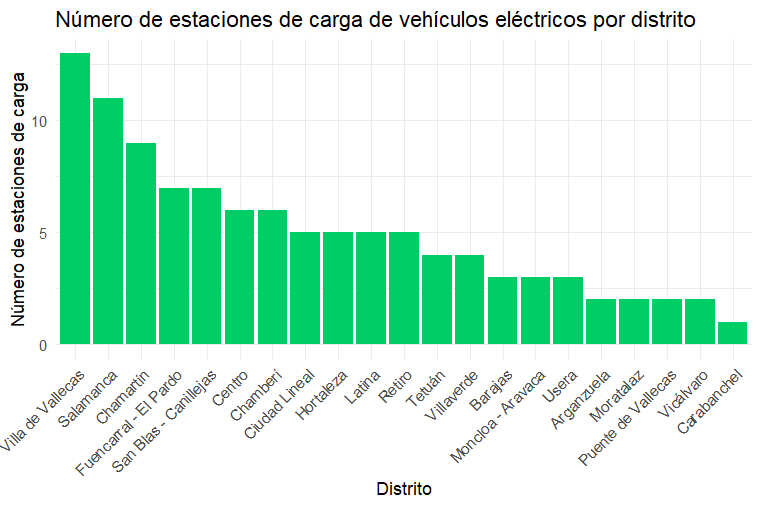 Número de estaciones de carga de vehículos eléctricos por distrito
Número de estaciones de carga
10
5
0
Villa de Vallecas
Salamanca
Chamartín
Fuencarral - El Pardo
San Blas - Canillejas
Centro
Chamberí
Ciudad Lineal
Hortaleza
Latina
Retiro
Tetuán
Villaverde
Barajas
Moncloa - Aravaca
Usera
Arganzuela
Moratalaz
Puente de Vallecas
Vicálvaro
Carabanchel
Distrito